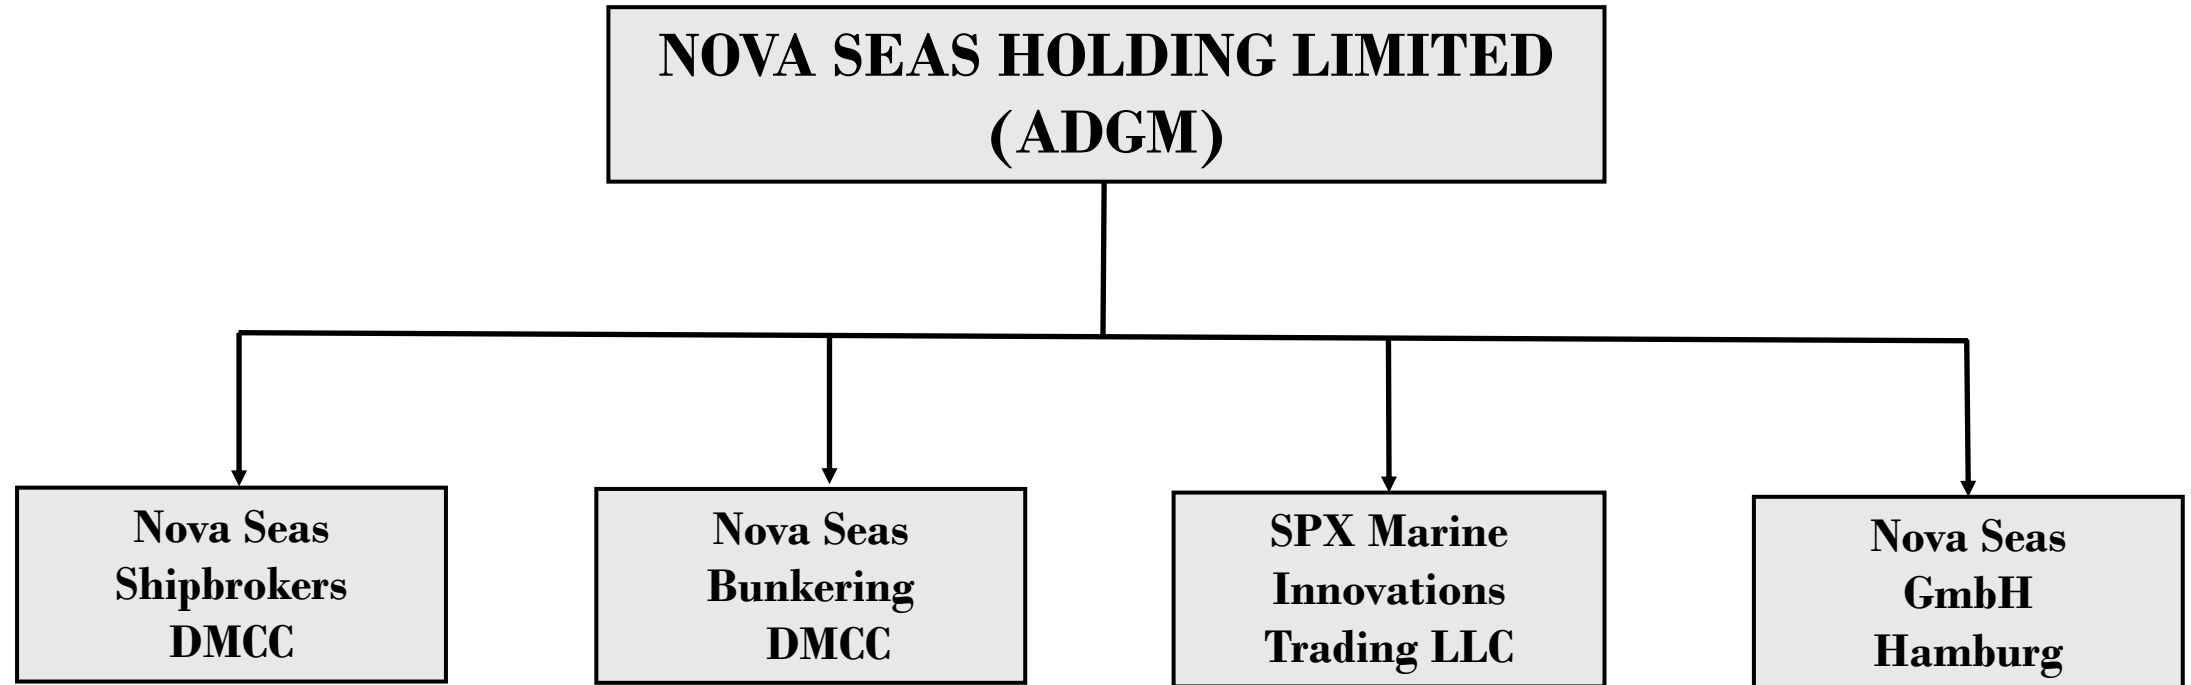 NOVA SEAS HOLDING LIMITED
(ADGM)
Nova Seas
Shipbrokers
DMCC
Nova Seas
Bunkering
DMCC
SPX Marine
Innovations
Trading LLC
Nova Seas
GmbH
Hamburg